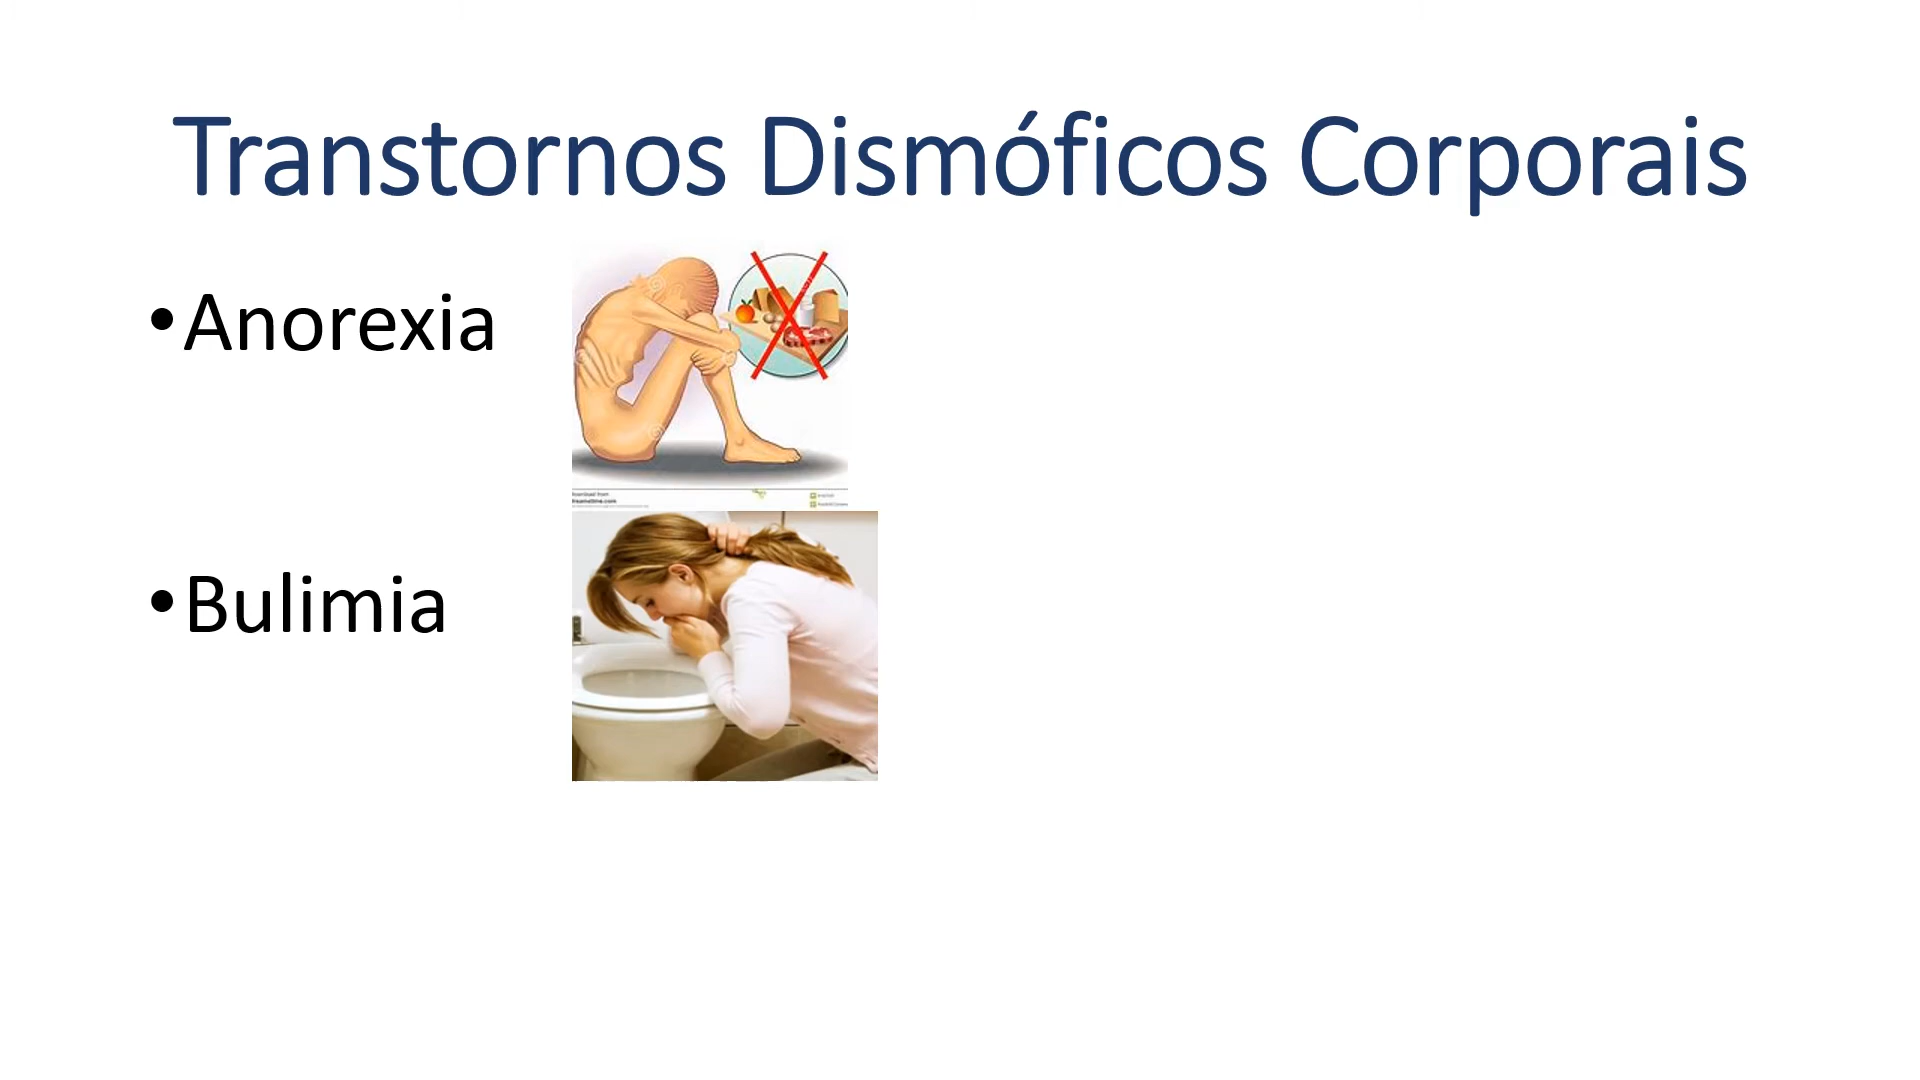 Transtornos Dismóficos Corporais
•Anorexia
•Bulimia